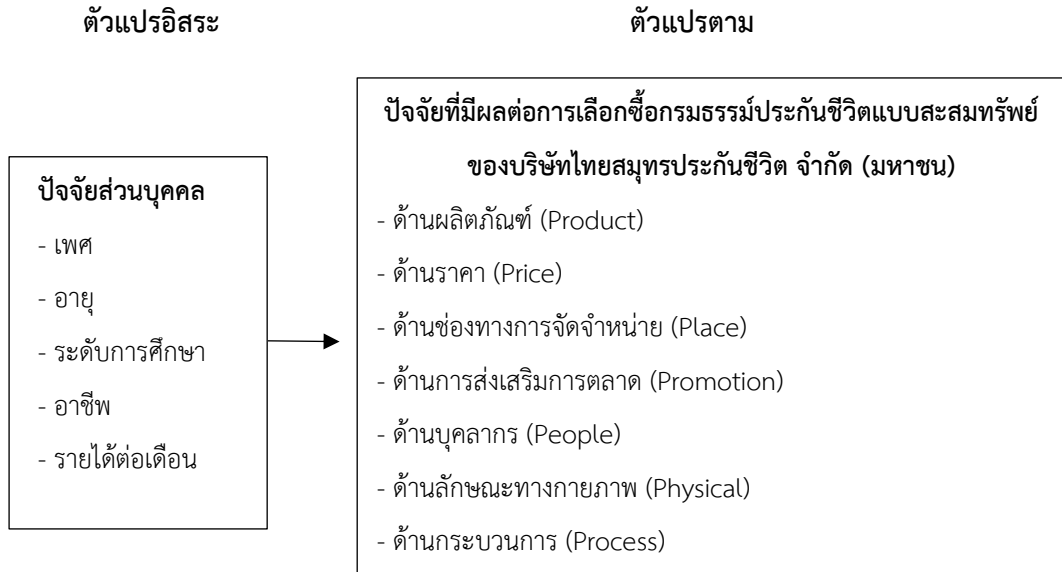 ตัวแปรอิสระ
ตัวแปรตาม
ปัจจัยส่วนบุคคล
- เพศ
- อายุ
- ระดับการศึกษา
- อาชีพ
- รายได้ต่อเดือน
ปัจจัยที่มีผลต่อการเลือกซื้อกรมธรรม์ประกันชีวิตแบบสะสมทรัพย์
ของบริษัทไทยสมุทรประกันชีวิต จำกัด (มหาชน)
- ด้านผลิตภัณฑ์ (Product)
- ด้านราคา (Price)
- ด้านช่องทางการจัดจำหน่าย (Place)
- ด้านการส่งเสริมการตลาด (Promotion)
- ด้านบุคลากร (People)
- ด้านลักษณะทางกายภาพ (Physical)
- ด้านกระบวนการ (Process)